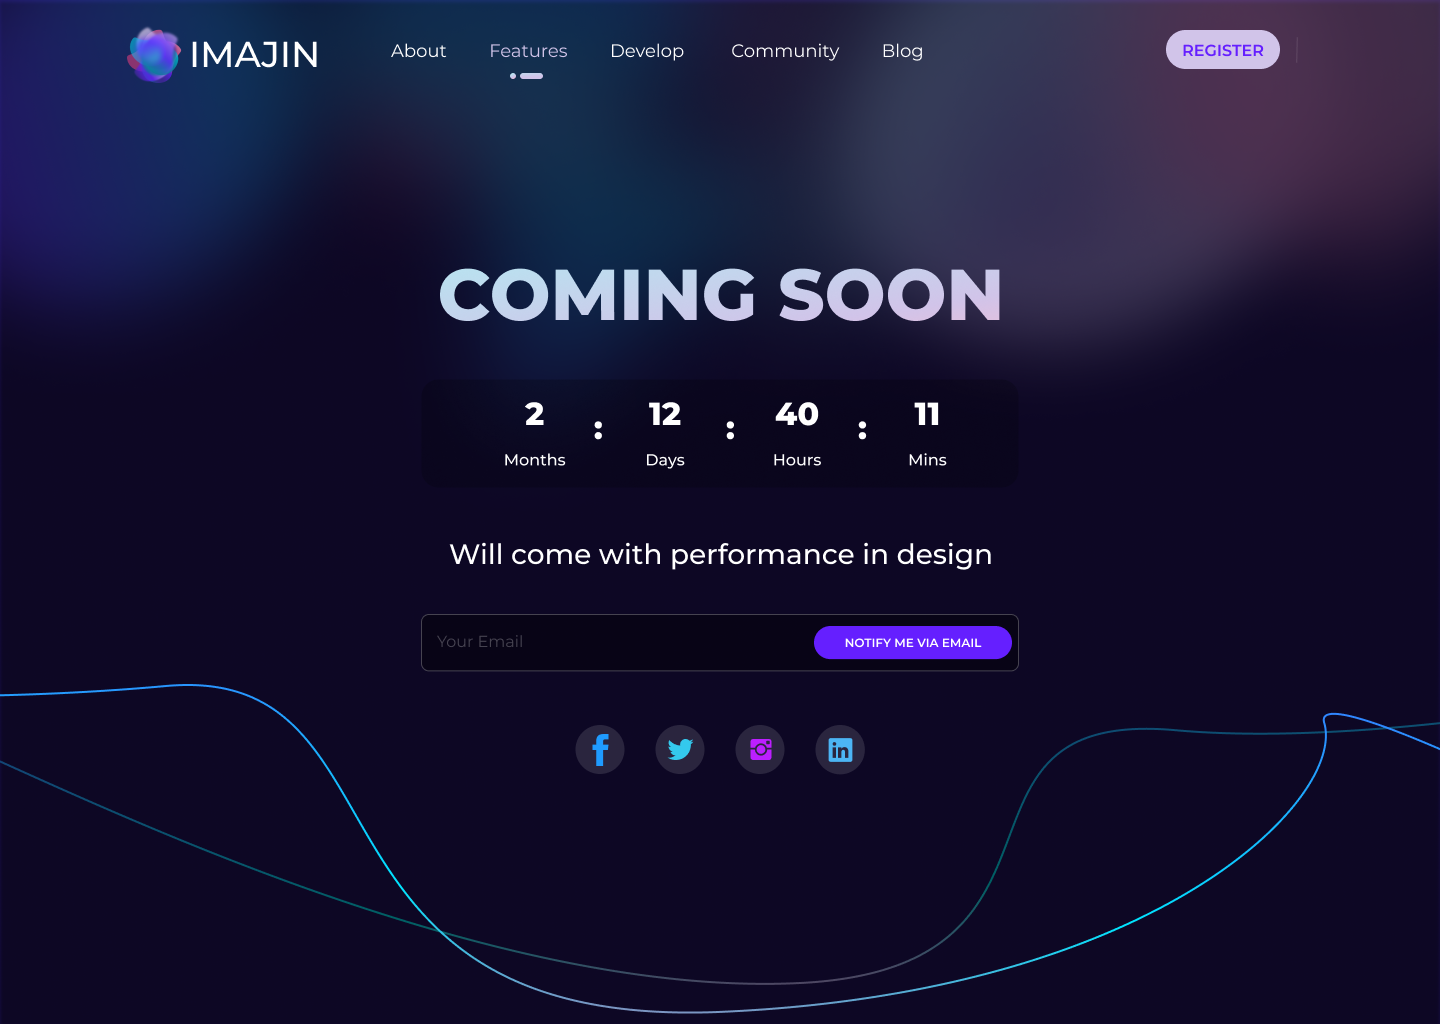 IMAJIN About Features Develop Community Blog REGISTER
COMING SOON
2 : 12 : 40 : 11
Months Days Hours Mins
Will come with performance in design
Your Email NOTIFY ME VIA EMAIL